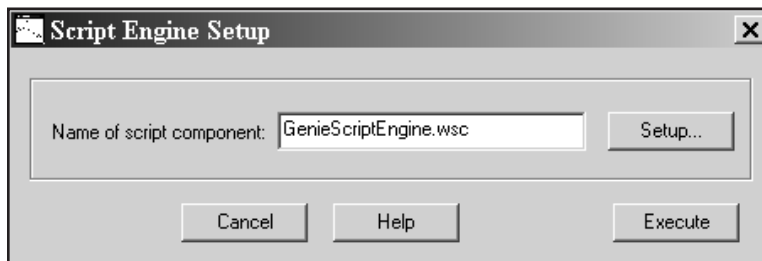 Script Engine Setup
Name of script component: GenieScriptEngine.wsc Setup...
Cancel Help Execute